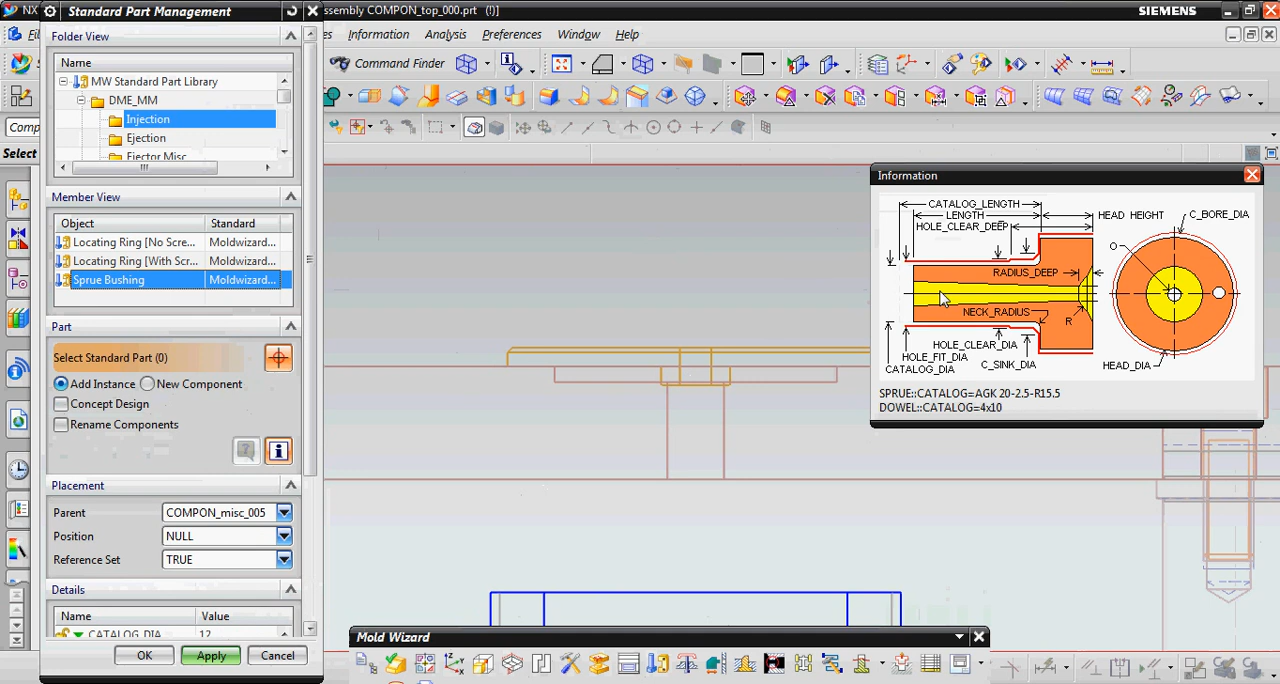 NX
Standard Part Management
ssembly COMPON_top_000.prt (!)]
SIEMENS
Information
Analysis
Preferences
Window
Help
Command Finder
Folder View
Name
MW Standard Part Library
DME_MM
Injection
Ejection
Ejector Misc
Select
Member View
Object
Standard
Locating Ring [No Scre...
Moldwizard...
Locating Ring [With Scr...
Moldwizard...
Sprue Bushing
Moldwizard...
Part
Select Standard Part (0)
Add Instance
New Component
Concept Design
Rename Components
Placement
Parent
COMPON_misc_005
Position
NULL
Reference Set
TRUE
Details
Name
Value
CATALOG_DIA
12
OK
Apply
Cancel
Information
CATALOG_LENGTH
LENGTH
HEAD HEIGHT
C_BORE_DIA
HOLE_CLEAR_DEEP
O
RADIUS_DEEP
NECK_RADIUS
R
HOLE_CLEAR_DIA
HOLE_FIT_DIA
C_SINK_DIA
HEAD_DIA
CATALOG_DIA
SPRUE::CATALOG=AGK 20-2.5-R15.5
DOWEL::CATALOG=4x10
Mold Wizard